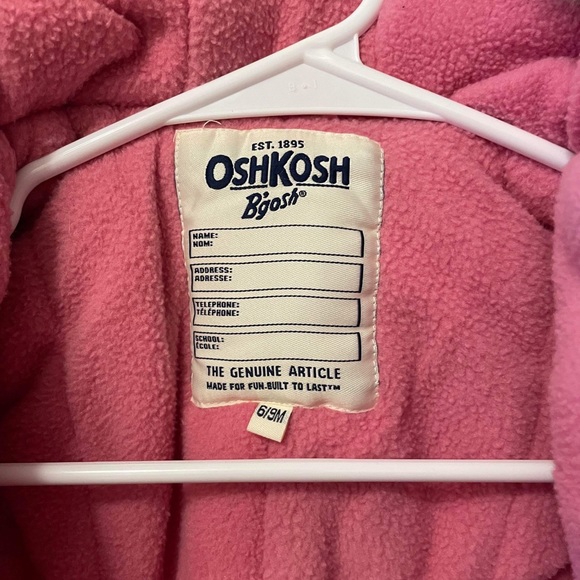 EST. 1895
OSHKOSH
B'gosh®
NAME:
NOM:
ADDRESS:
ADRESSE:
TELEPHONE:
TÉLÉPHONE:
SCHOOL:
ÉCOLE:
THE GENUINE ARTICLE
MADE FOR FUN-BUILT TO LAST™
6/9M